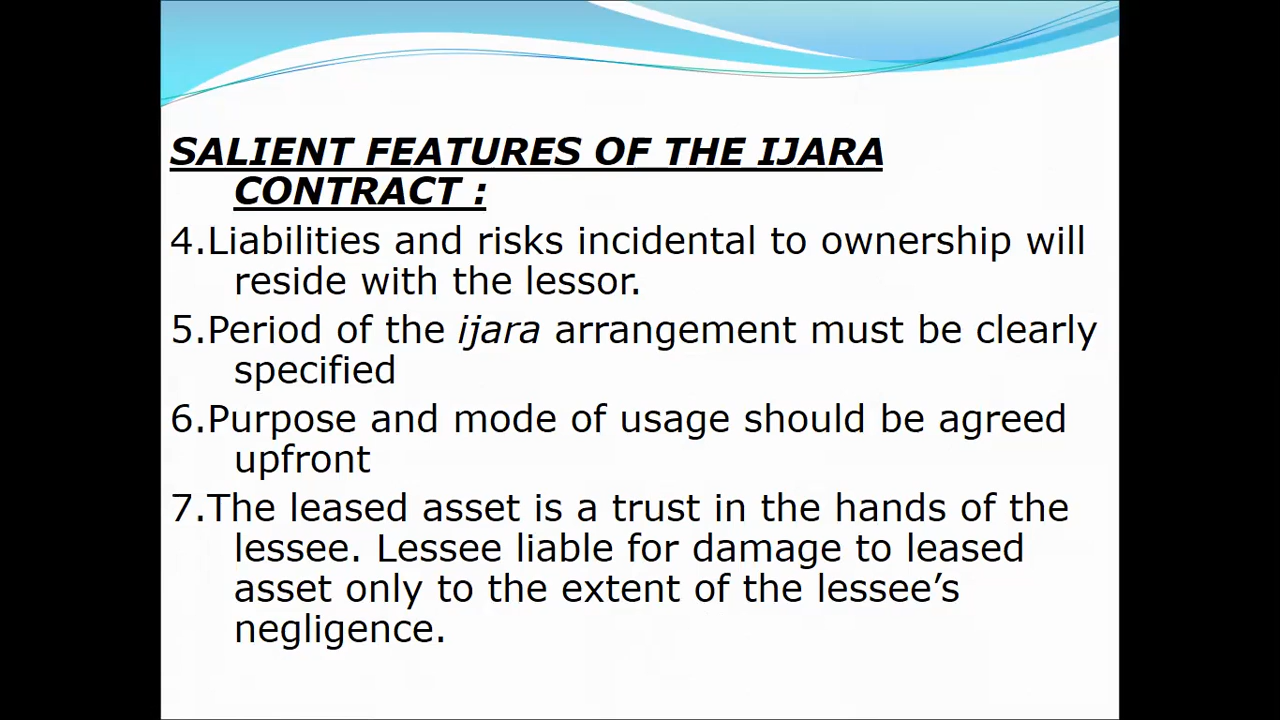 SALIENT FEATURES OF THE IJARA
CONTRACT :
4.Liabilities and risks incidental to ownership will
reside with the lessor.
5.Period of the ijara arrangement must be clearly
specified
6.Purpose and mode of usage should be agreed
upfront
7.The leased asset is a trust in the hands of the
lessee. Lessee liable for damage to leased
asset only to the extent of the lessee’s
negligence.